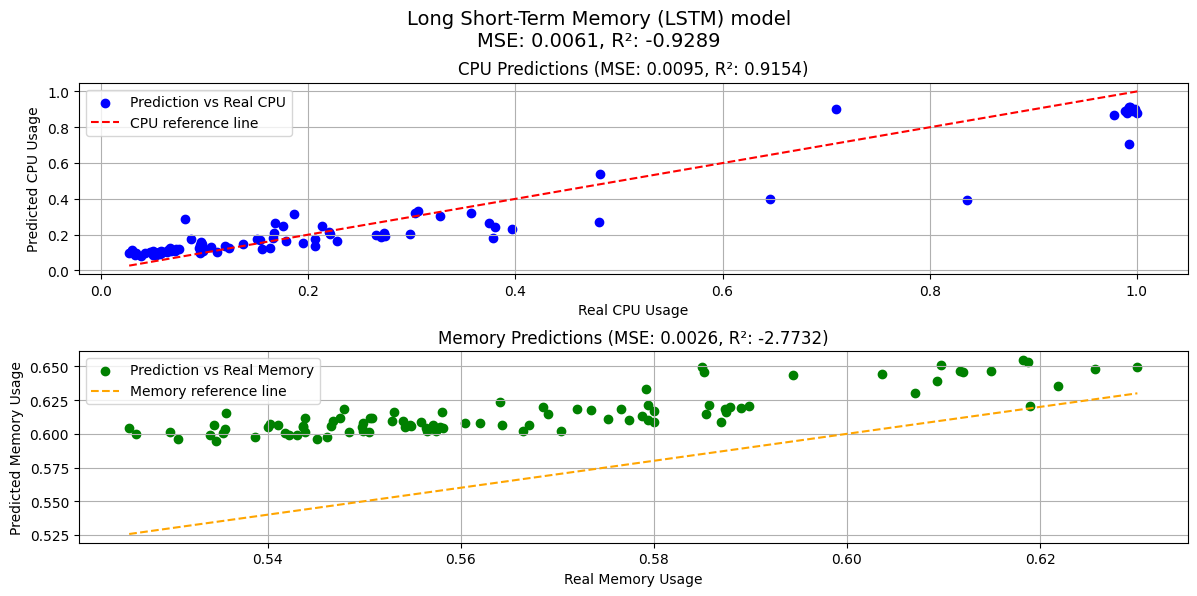 Long Short-Term Memory (LSTM) model
MSE: 0.0061, R²: -0.9289
CPU Predictions (MSE: 0.0095, R²: 0.9154)
Prediction vs Real CPU
CPU reference line
Predicted CPU Usage
1.0
0.8
0.6
0.4
0.2
0.0
0.0 0.2 0.4 0.6 0.8 1.0
Real CPU Usage
Memory Predictions (MSE: 0.0026, R²: -2.7732)
Prediction vs Real Memory
Memory reference line
Predicted Memory Usage
0.650
0.625
0.600
0.575
0.550
0.525
0.54 0.56 0.58 0.60 0.62
Real Memory Usage